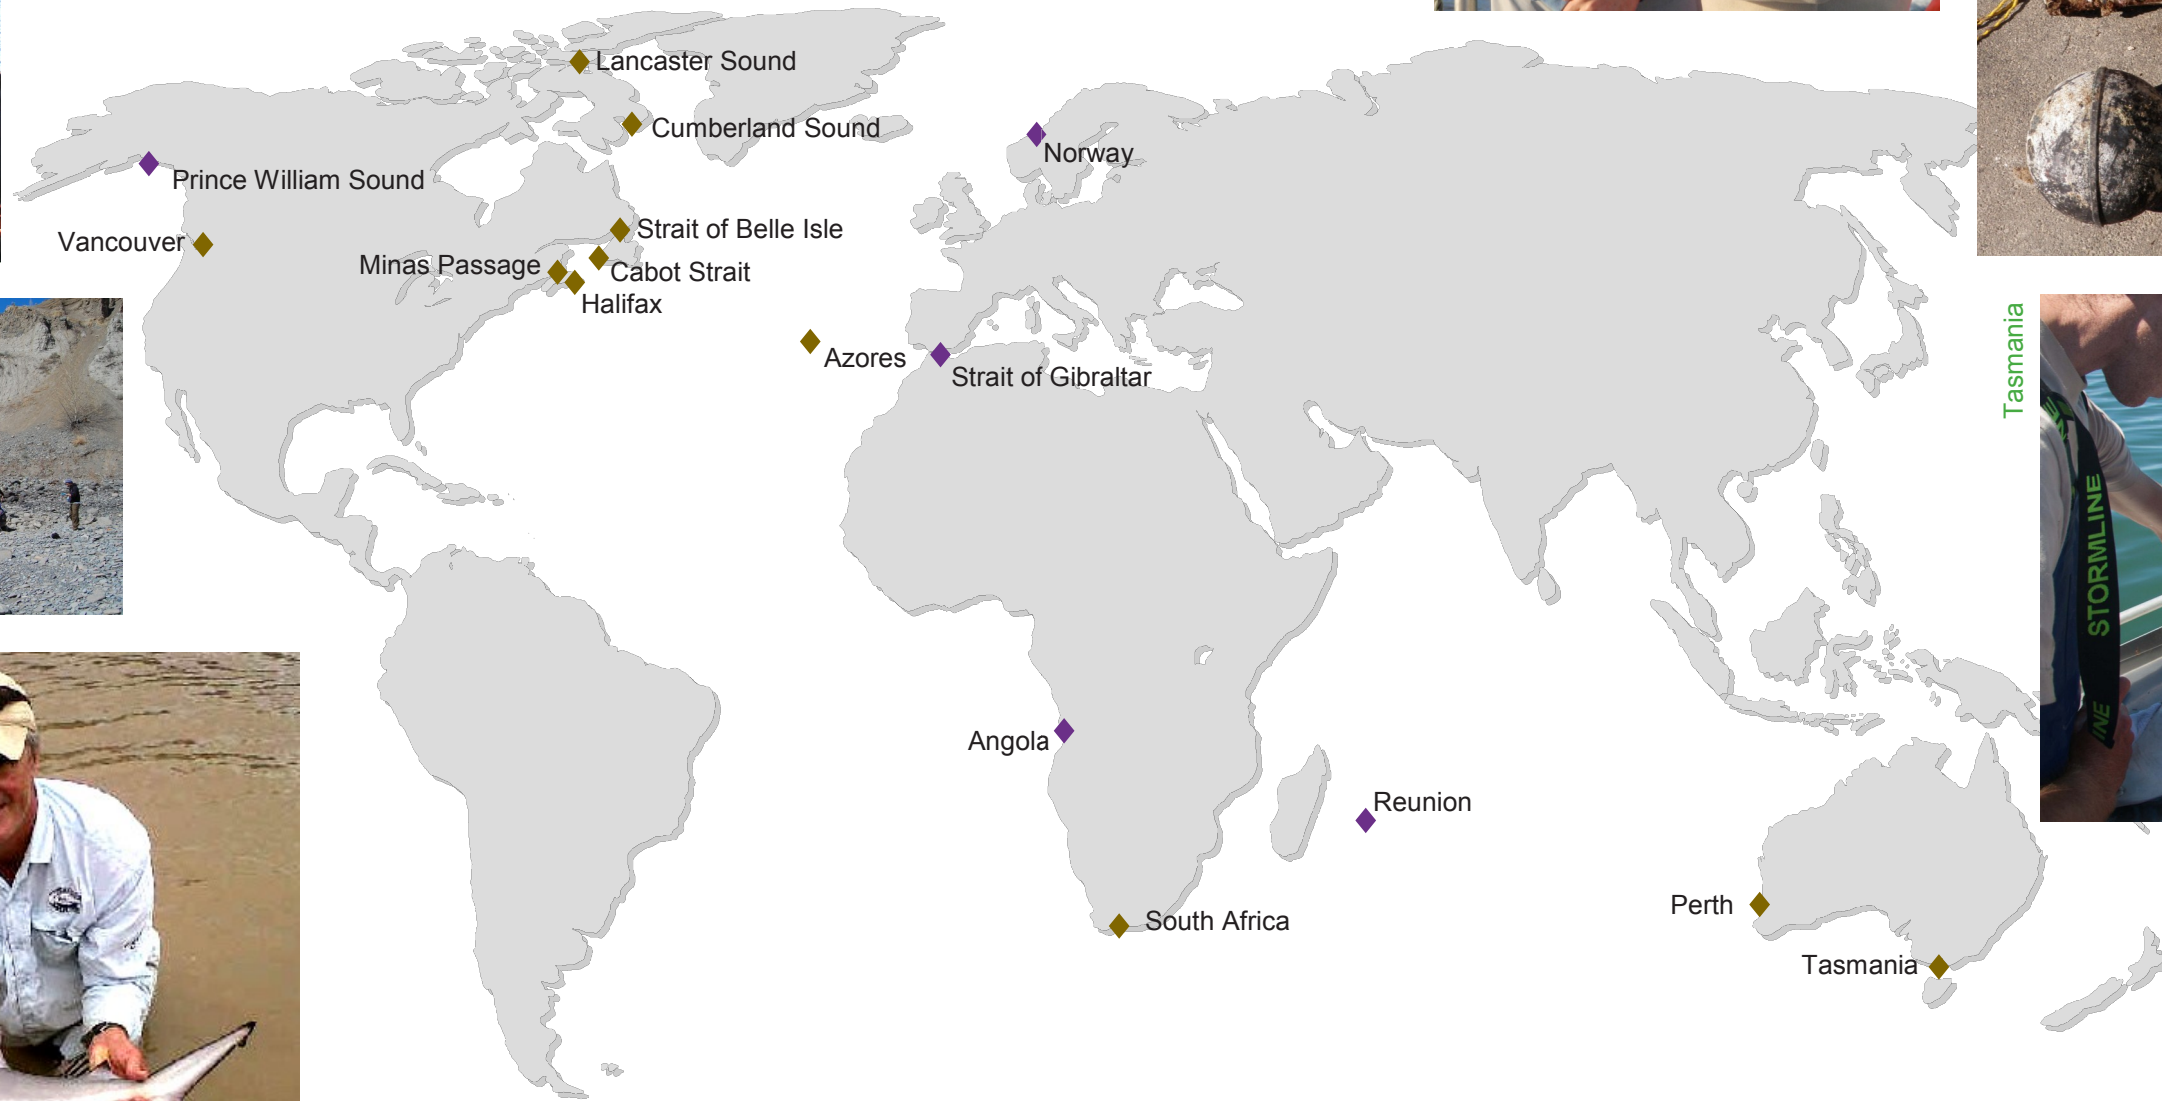 Lancaster Sound
Cumberland Sound
Norway
Prince William Sound
Strait of Belle Isle
Vancouver
Minas Passage
Cabot Strait
Halifax
Azores
Strait of Gibraltar
Tasmania
STORMLINE
INE
Angola
Reunion
Perth
South Africa
Tasmania